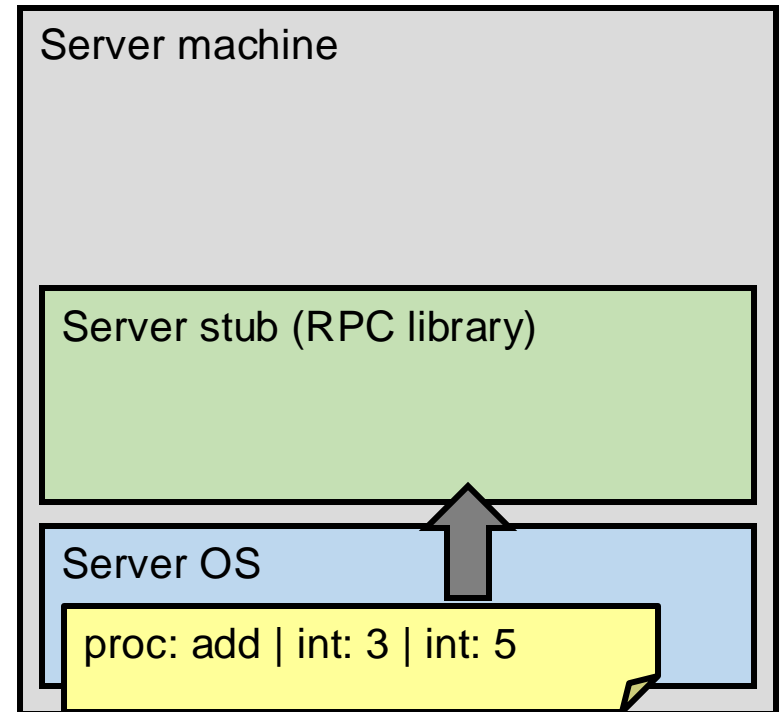 Server machine
Server stub (RPC library)
Server OS
proc: add | int: 3 | int: 5